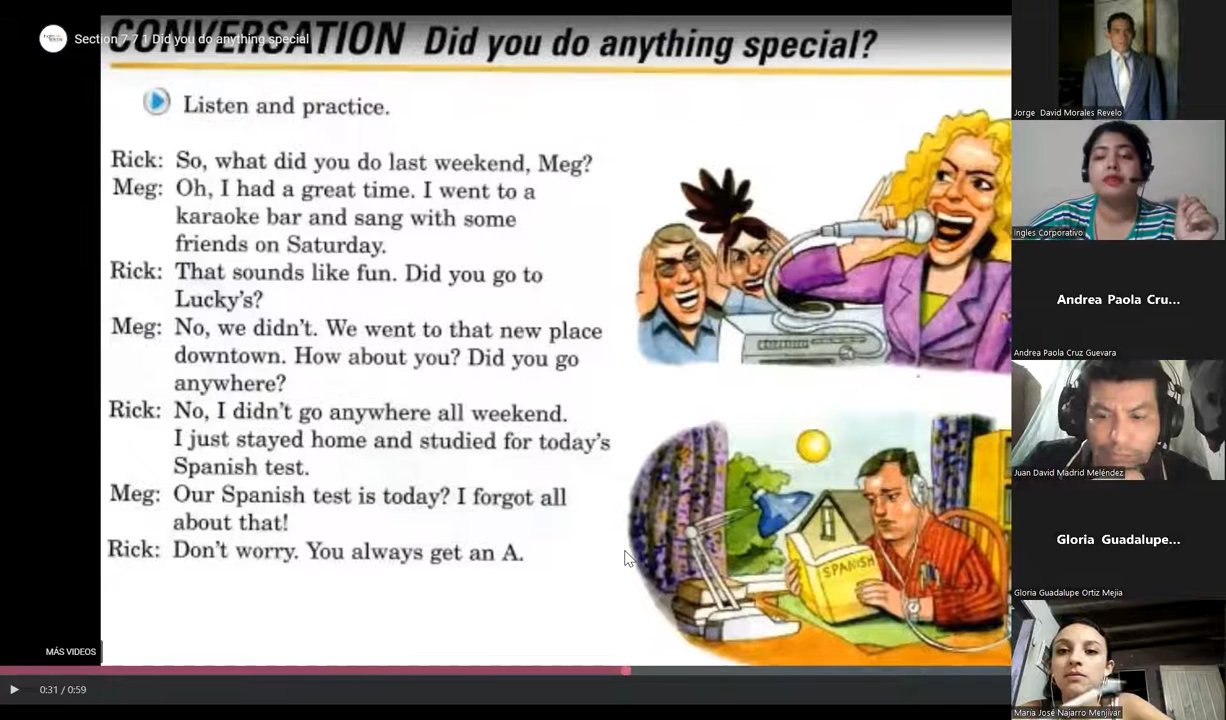 CONVERSATION Did you do anything special?
Section 7-7 1 Did you do anything special
Listen and practice.
Rick: So, what did you do last weekend, Meg?
Meg: Oh, I had a great time. I went to a
karaoke bar and sang with some
friends on Saturday.
Rick: That sounds like fun. Did you go to
Lucky's?
Meg: No, we didn't. We went to that new place
downtown. How about you? Did you go
anywhere?
Rick: No, I didn't go anywhere all weekend.
I just stayed home and studied for today's
Spanish test.
Meg: Our Spanish test is today? I forgot all
about that!
Rick: Don't worry. You always get an A.
SPANISH
MÁS VIDEOS
0:31 / 0:59
Jorge David Morales Revelo
Ingles Corporativo
Andrea Paola Cru...
Andrea Paola Cruz Guevara
Juan David Madrid Meléndez
Gloria Guadalupe...
Gloria Guadalupe Ortiz Mejia
Maria José Najarro Menjivar